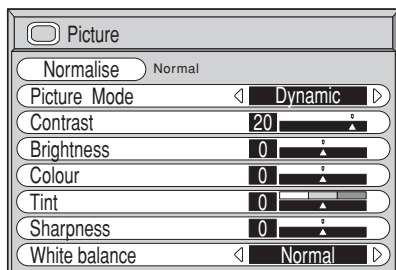 Picture
Normalise Normal
Picture Mode Dynamic
Contrast 20
Brightness 0
Colour 0
Tint 0
Sharpness 0
White balance Normal